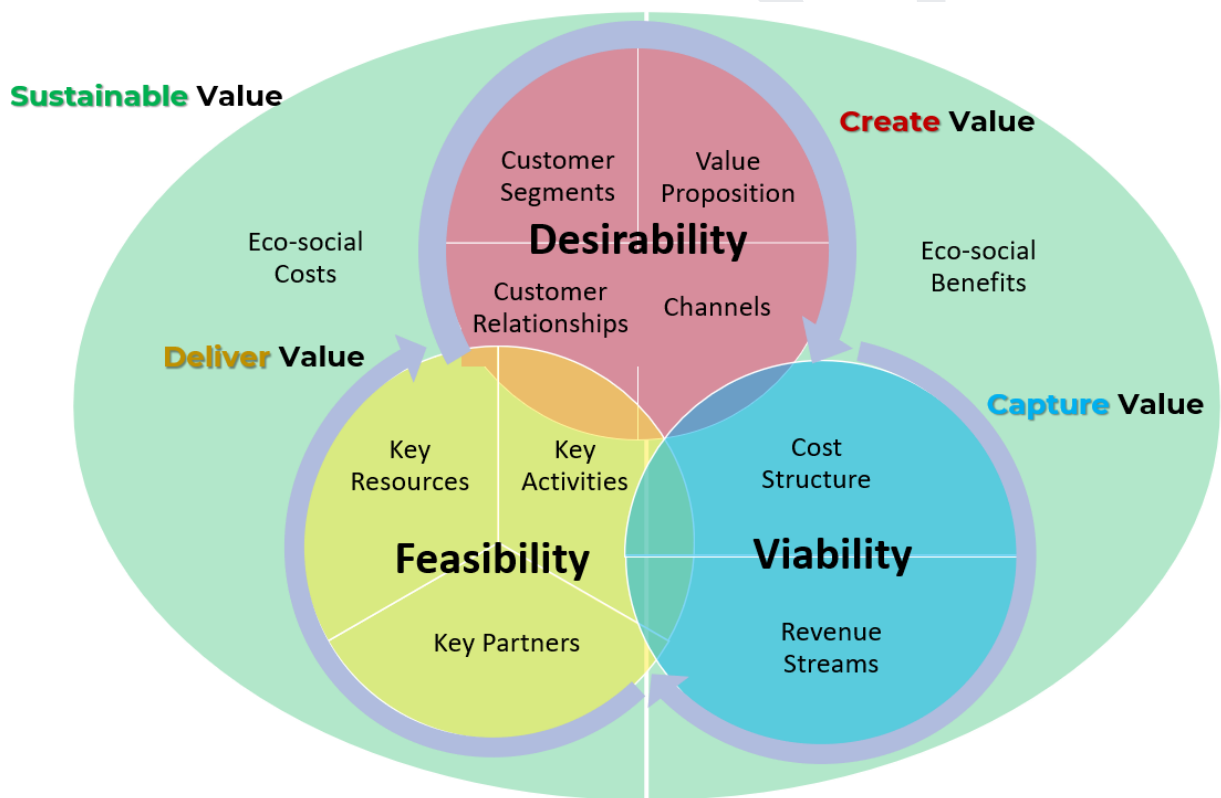 Sustainable Value
Create Value
Customer
Segments
Value
Proposition
Desirability
Eco-social
Costs
Eco-social
Benefits
Customer
Relationships
Channels
Deliver Value
Capture Value
Key
Resources
Key
Activities
Cost
Structure
Feasibility
Viability
Key Partners
Revenue
Streams